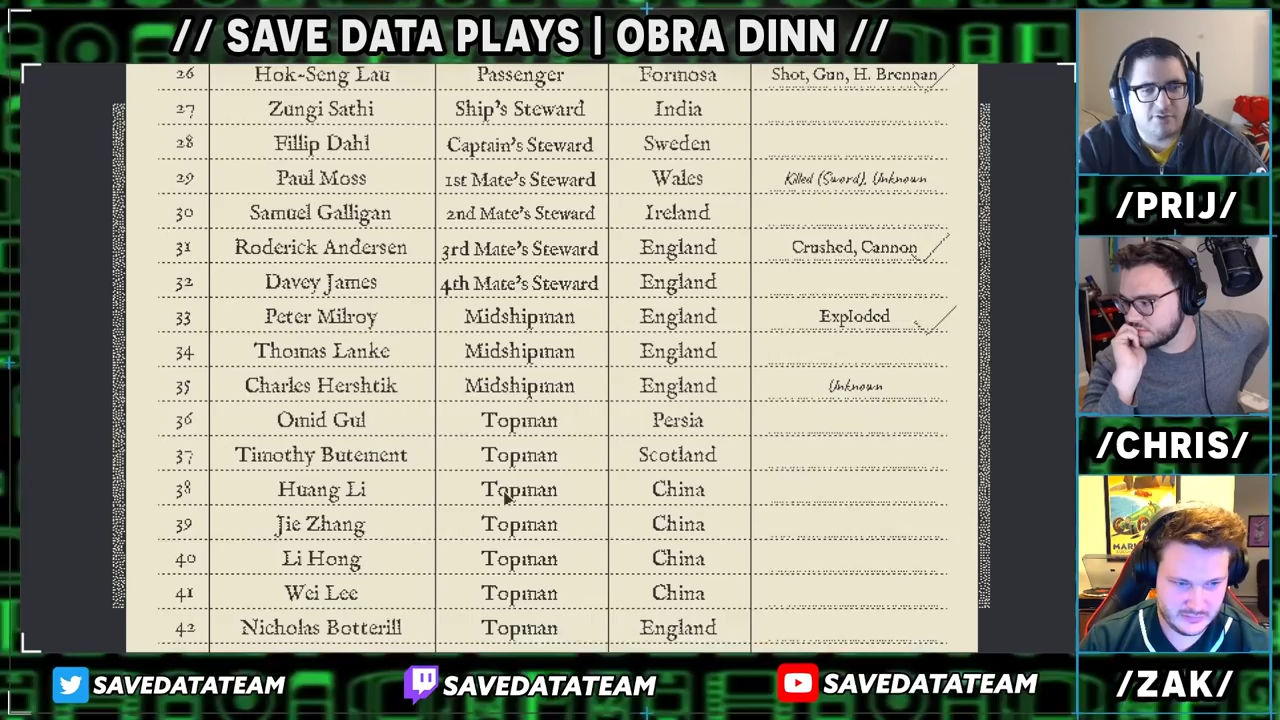 // SAVE DATA PLAYS | OBRA DINN //
26 Hok-Seng Lau Passenger Formosa Shot, Gun, H. Brennan
27 Zungi Sathi Ship's Steward India
28 Fillip Dahl Captain's Steward Sweden
29 Paul Moss 1st Mate's Steward Wales Killed (Sword), Unknown
30 Samuel Galligan 2nd Mate's Steward Ireland
31 Roderick Andersen 3rd Mate's Steward England Crushed, Cannon
32 Davey James 4th Mate's Steward England
33 Peter Milroy Midshipman England Exploded
34 Thomas Lanke Midshipman England
35 Charles Hershtik Midshipman England Unknown
36 Omid Gul Topman Persia
37 Timothy Butement Topman Scotland
38 Huang Li Topman China
39 Jie Zhang Topman China
40 Li Hong Topman China
41 Wei Lee Topman China
42 Nicholas Botterill Topman England
/PRIJ/
/CHRIS/
/ZAK/
SAVEDATATEAM
SAVEDATATEAM
SAVEDATATEAM